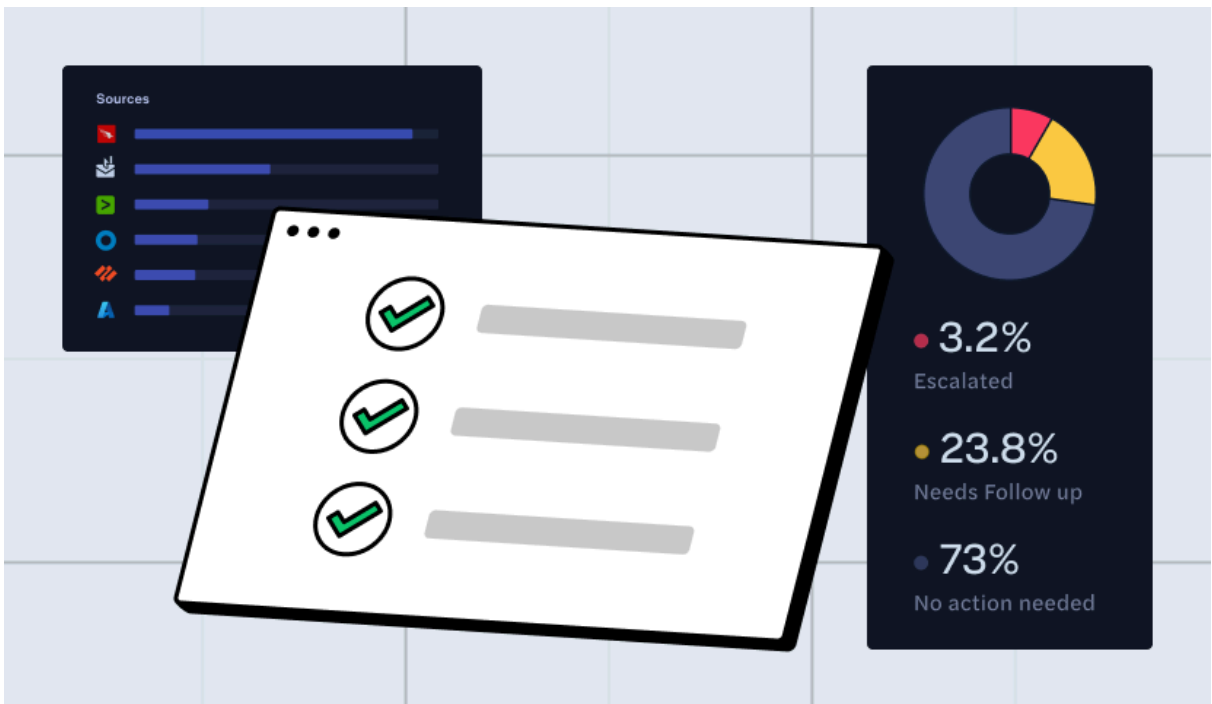 Sources
3.2%
Escalated
23.8%
Needs Follow up
73%
No action needed